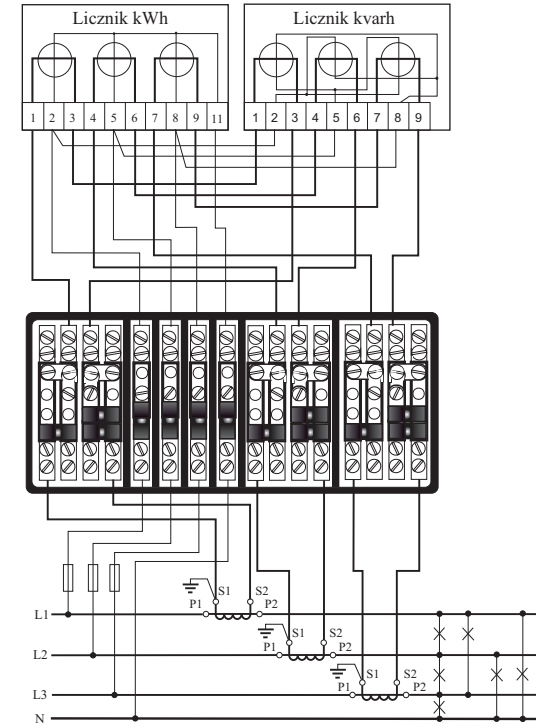 Licznik kWh Licznik kvarh
1 2 3 4 5 6 7 8 9 11 1 2 3 4 5 6 7 8 9
S1 S2
L1 P1 P2
S1 S2
L2 P1 P2
S1 S2
L3 P1 P2
N